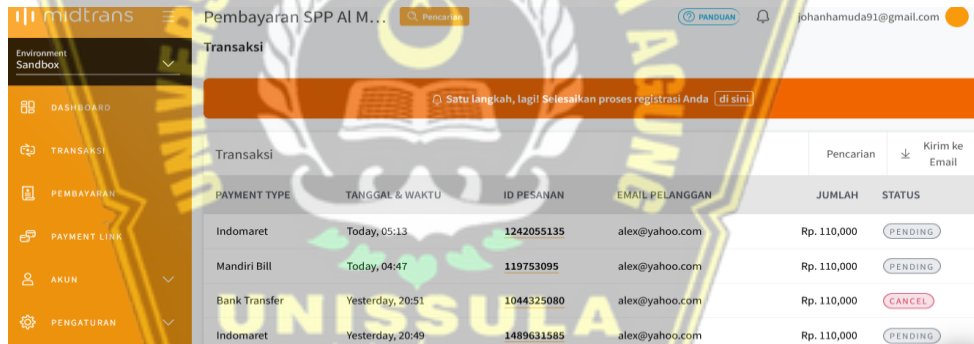 midtrans
Pembayaran SPP Al M...
Pencarian
PANDUAN
johanhamuda91@gmail.com
Environment
Sandbox
Transaksi
Satu langkah, lagi! Selesaikan proses registrasi Anda di sini
DASHBOARD
TRANSAKSI
PEMBAYARAN
PAYMENT LINK
AKUN
PENGATURAN
Transaksi
Pencarian
Kirim ke
Email
PAYMENT TYPE TANGGAL & WAKTU ID PESANAN EMAIL PELANGGAN JUMLAH STATUS
Indomaret Today, 05:13 1242055135 alex@yahoo.com Rp. 110,000 PENDING
Mandiri Bill Today, 04:47 119753095 alex@yahoo.com Rp. 110,000 PENDING
Bank Transfer Yesterday, 20:51 1044325080 alex@yahoo.com Rp. 110,000 CANCEL
Indomaret Yesterday, 20:49 1489631585 alex@yahoo.com Rp. 110,000 PENDING
UNISSULA
AGUNG